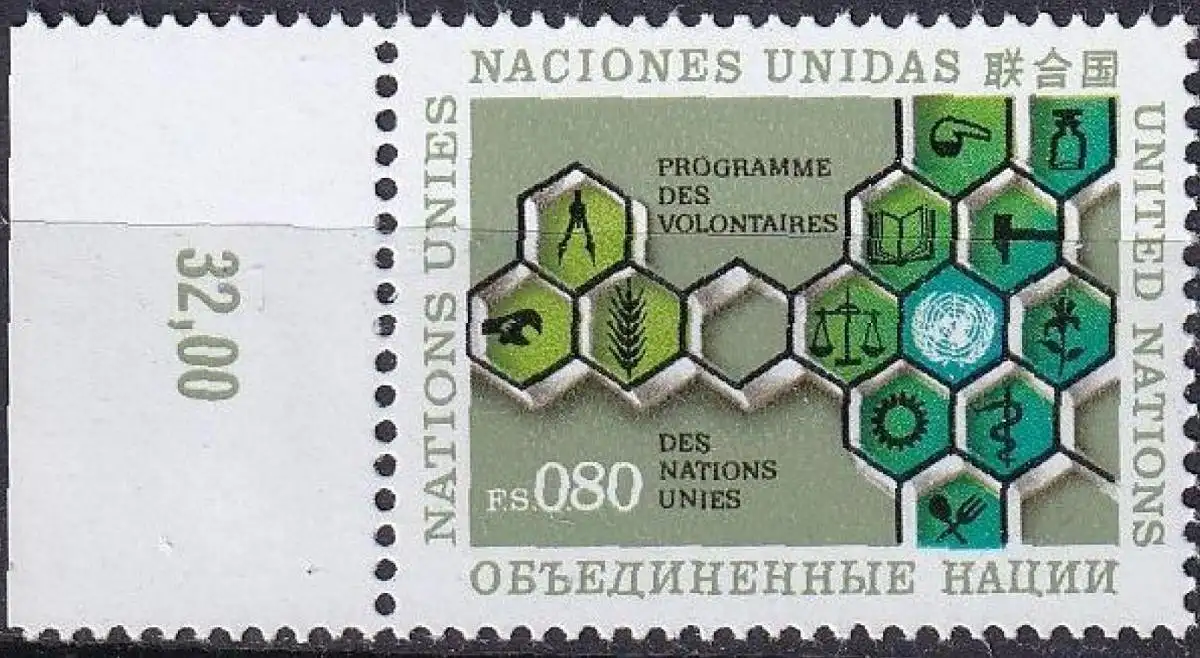 NACIONES UNIDAS 联合国
NATIONS UNIES
UNITED NATIONS
PROGRAMME
DES
VOLONTAIRES
DES
NATIONS
UNIES
F.S. 0.80
ОБЪЕДИНЕННЫЕ НАЦИИ
32,00